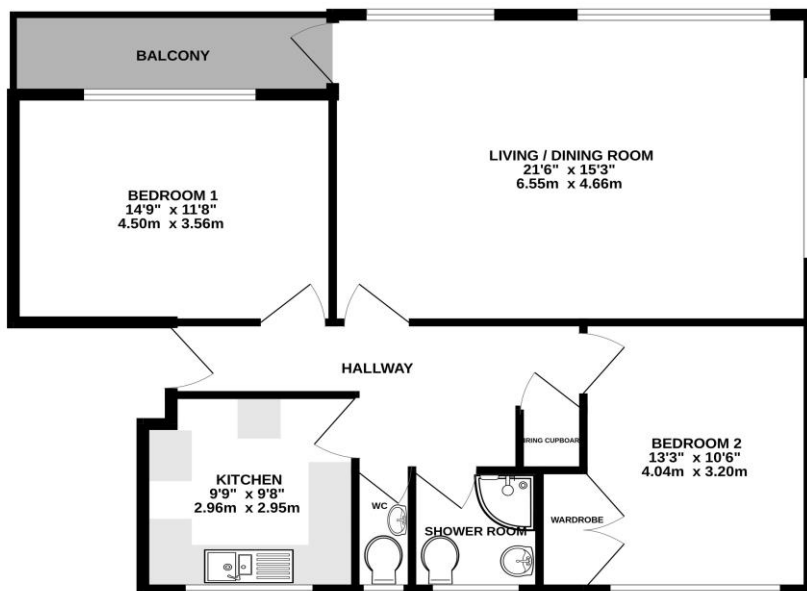 BALCONY
LIVING / DINING ROOM
21'6" x 15'3"
6.55m x 4.66m
BEDROOM 1
14'9" x 11'8"
4.50m x 3.56m
HALLWAY
IRING CUPBOAR
BEDROOM 2
13'3" x 10'6"
4.04m x 3.20m
KITCHEN
9'9" x 9'8"
2.96m x 2.95m
WC
SHOWER ROOM
WARDROBE